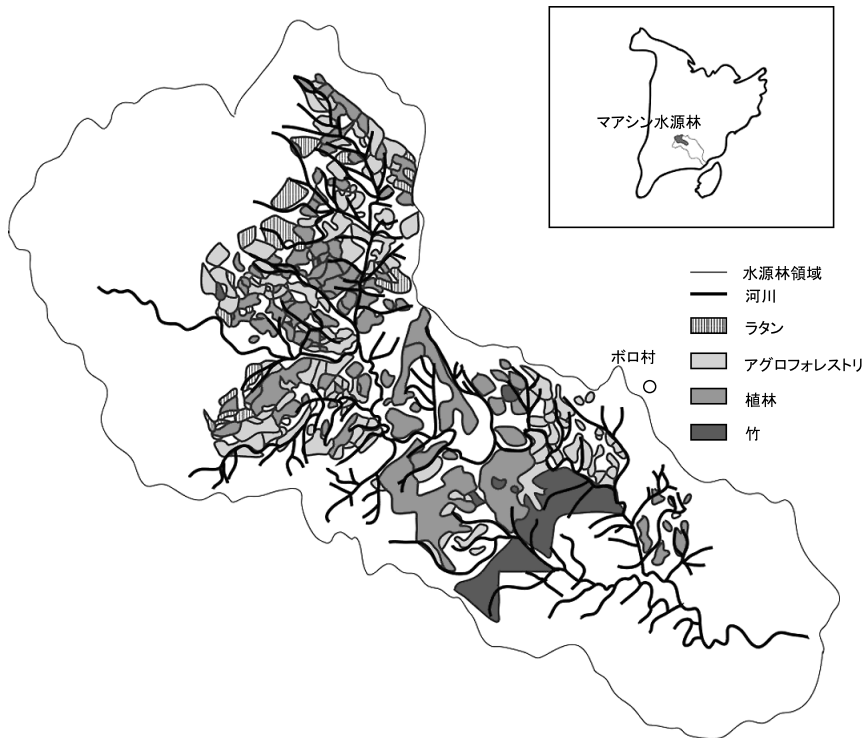 マアシン水源林
水源林領域
河川
ラタン
アグロフォレストリ
植林
竹
ボロ村